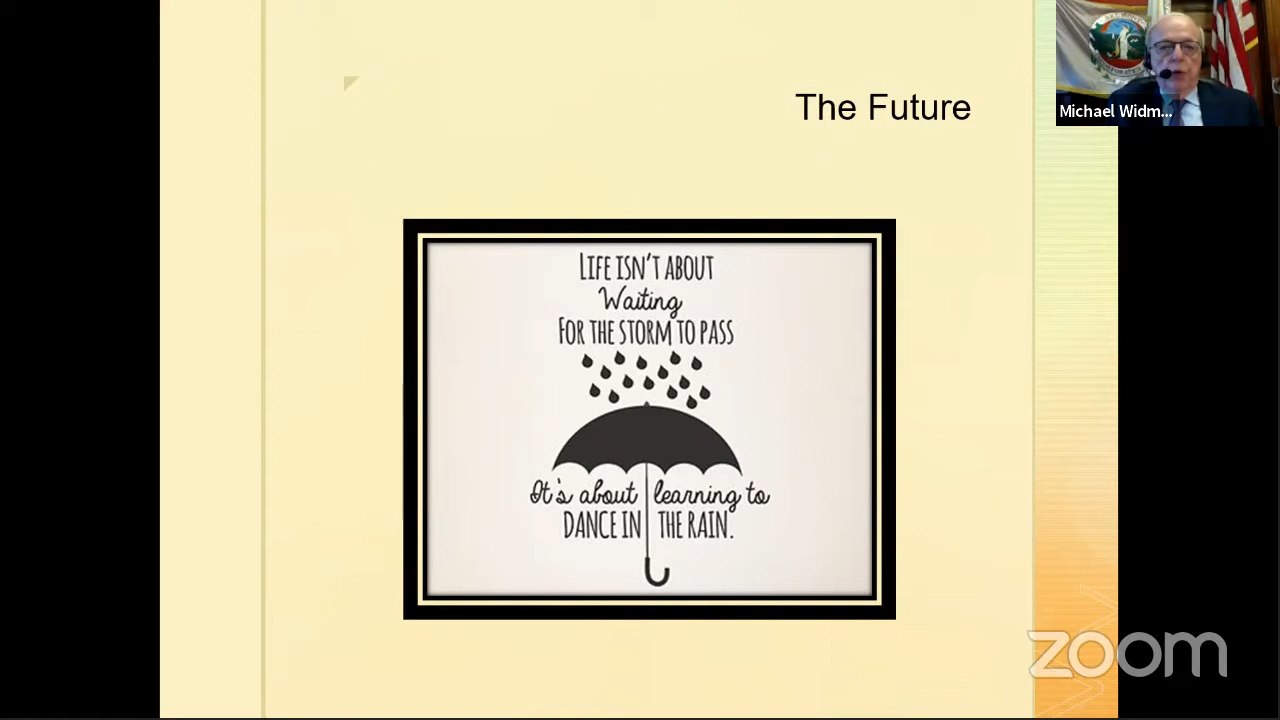 The Future
Michael Widm...
LIFE ISN'T ABOUT
Waiting
FOR THE STORM TO PASS
It's about learning to
DANCE IN THE RAIN.
zoom